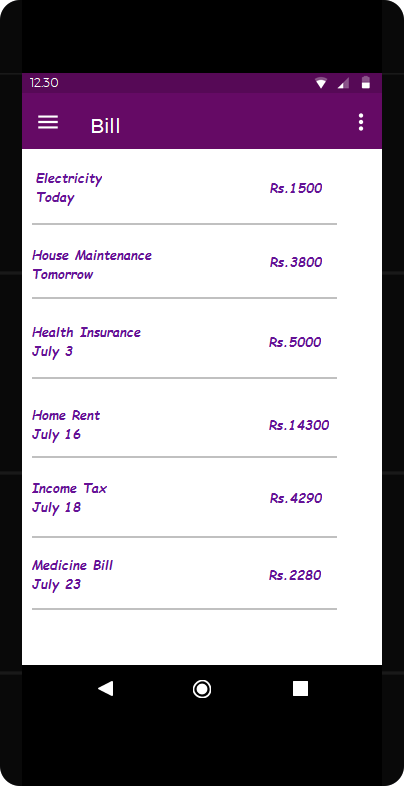 12.30
Bill
Electricity
Today
Rs.1500
House Maintenance
Tomorrow
Rs.3800
Health Insurance
July 3
Rs.5000
Home Rent
July 16
Rs.14300
Income Tax
July 18
Rs.4290
Medicine Bill
July 23
Rs.2280